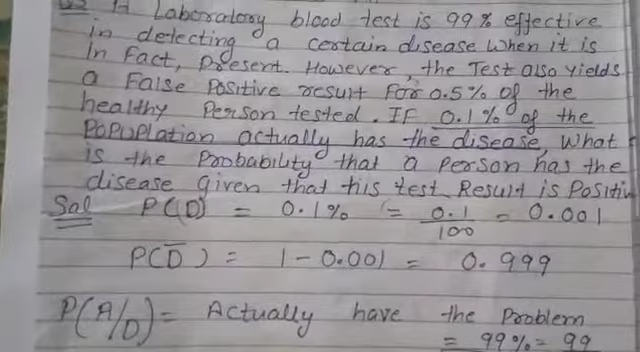 A Laboratory blood test is 99% effective
in detecting a certain disease when it is
In Fact, present. However, the Test also yields
a False Positive result For 0.5% of the
healthy Person tested. IF 0.1% of the
Population actually has the disease, What
is the Probability that a person has the
disease given that his test Result is Positiv
Sol P(D) = 0.1% = 0.1/100 = 0.001
P(D̅) = 1-0.001 = 0.999
P(A/D) = Actually have the Problem
= 99% = 99